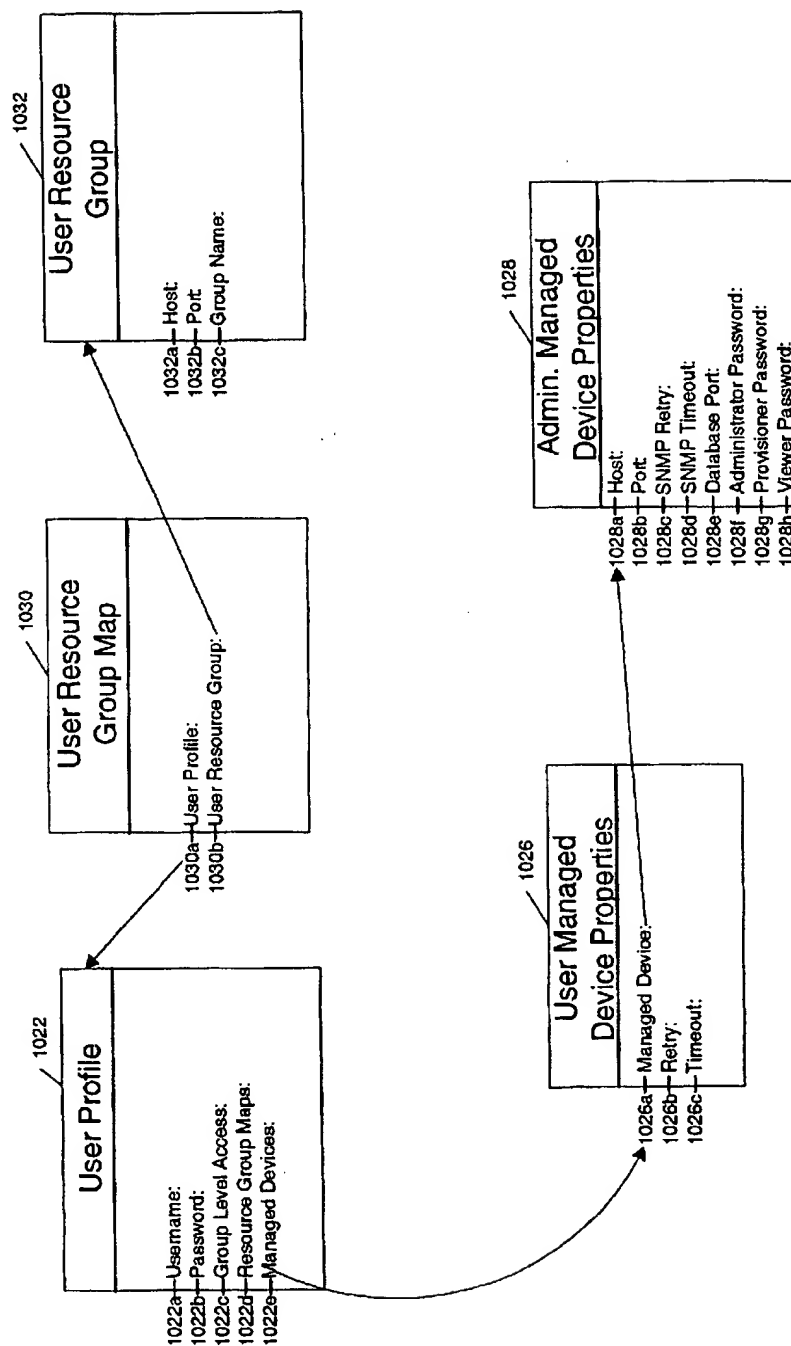 1022
User Profile
1022a Username:
1022b Password:
1022c Group Level Access:
1022d Resource Group Maps:
1022e Managed Devices:
1030
User Resource
Group Map
1030a User Profile:
1030b User Resource Group:
1032
User Resource
Group
1032a Host:
1032b Port:
1032c Group Name:
1026
User Managed
Device Properties
1026a Managed Device:
1026b Retry:
1026c Timeout:
1028
Admin. Managed
Device Properties
1028a Host:
1028b Port:
1028c SNMP Retry:
1028d SNMP Timeout:
1028e Database Port:
1028f Administrator Password:
1028g Provisioner Password:
1028h Viewer Password: